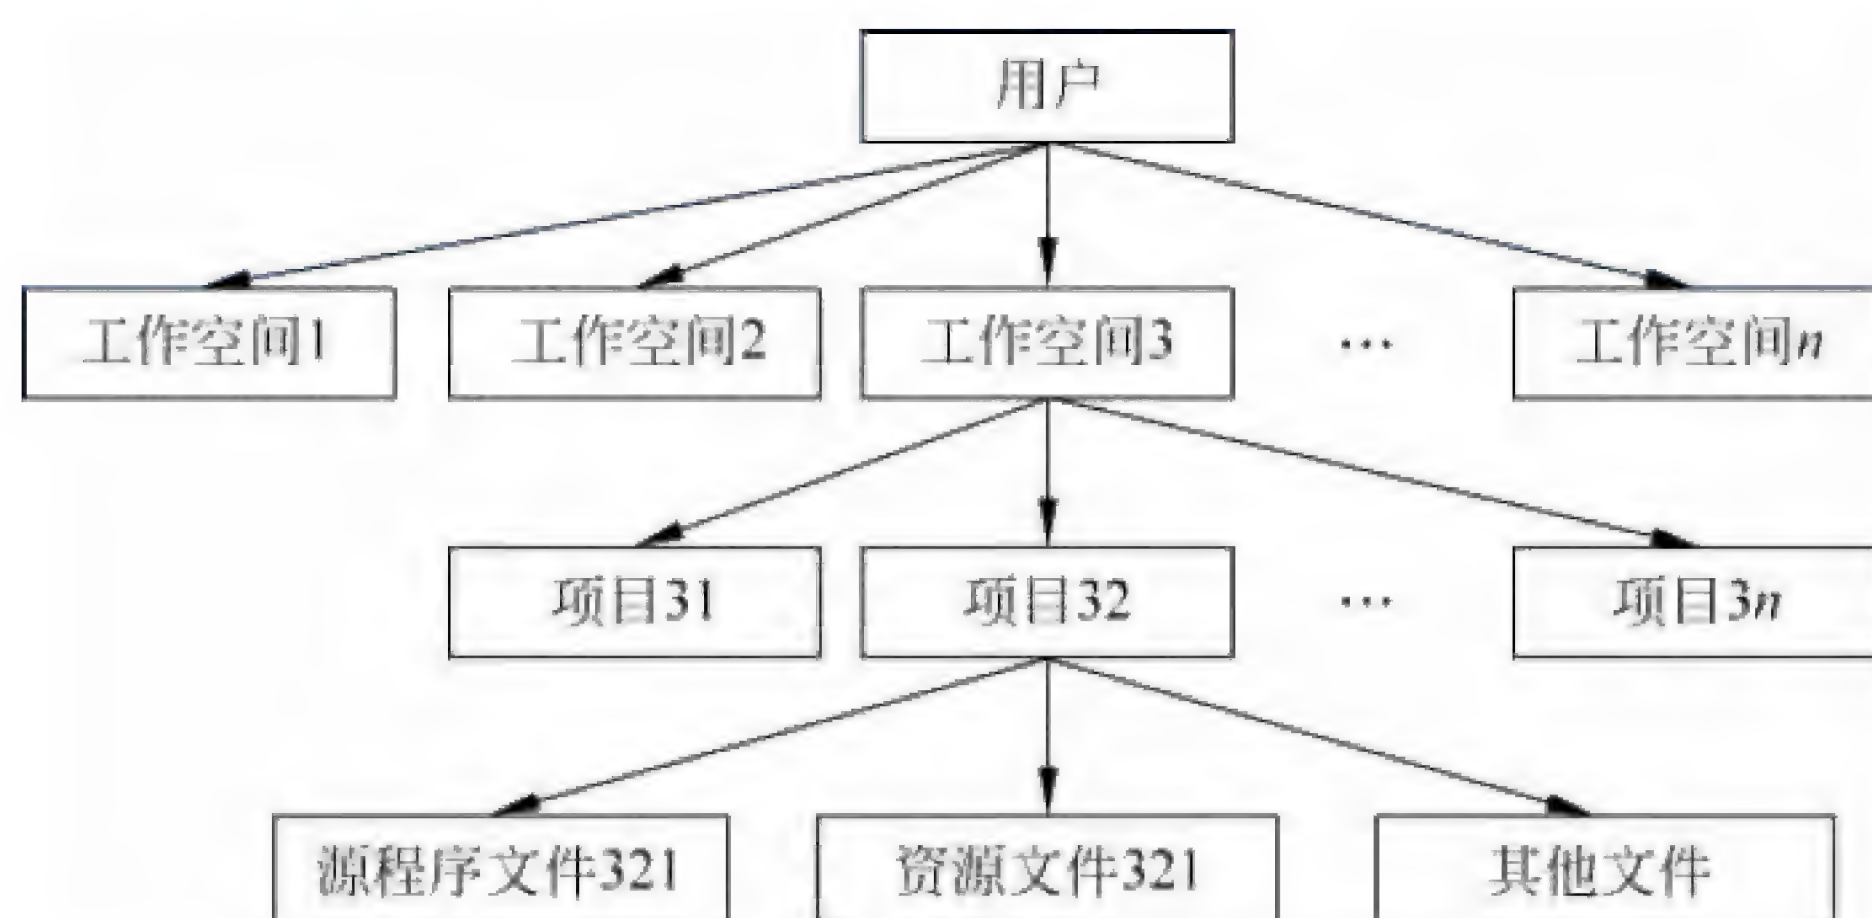 用户
工作空间1 工作空间2 工作空间3 … 工作空间n
项目31 项目32 … 项目3n
源程序文件321 资源文件321 其他文件